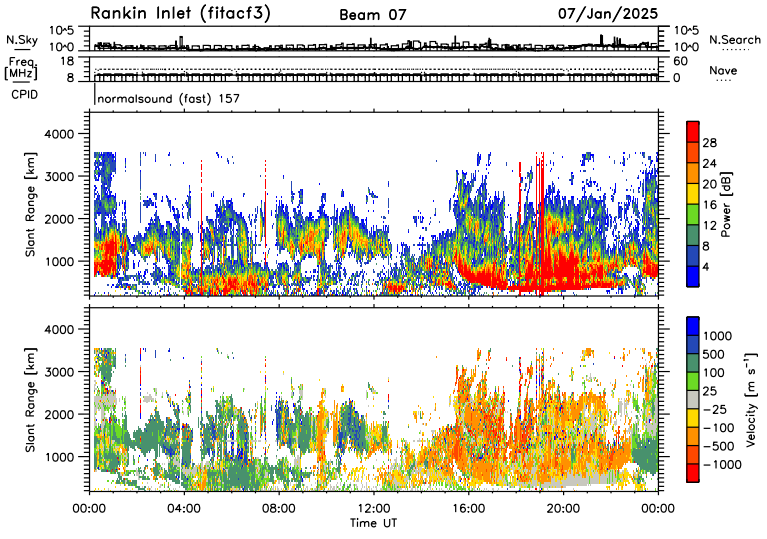 Rankin Inlet (fitacf3) Beam 07 07/Jan/2025
N.Sky 10^5 10^0 10^5 10^0 N.Search
Freq. [MHz] 18 8 60 0 Nave
CPID normalsound (fast) 157
Slant Range [km] 4000 3000 2000 1000
Power [dB] 28 24 20 16 12 8 4
Slant Range [km] 4000 3000 2000 1000
Velocity [m s⁻¹] 1000 500 100 25 −25 −100 −500 −1000
00:00 04:00 08:00 12:00 16:00 20:00 00:00
Time UT